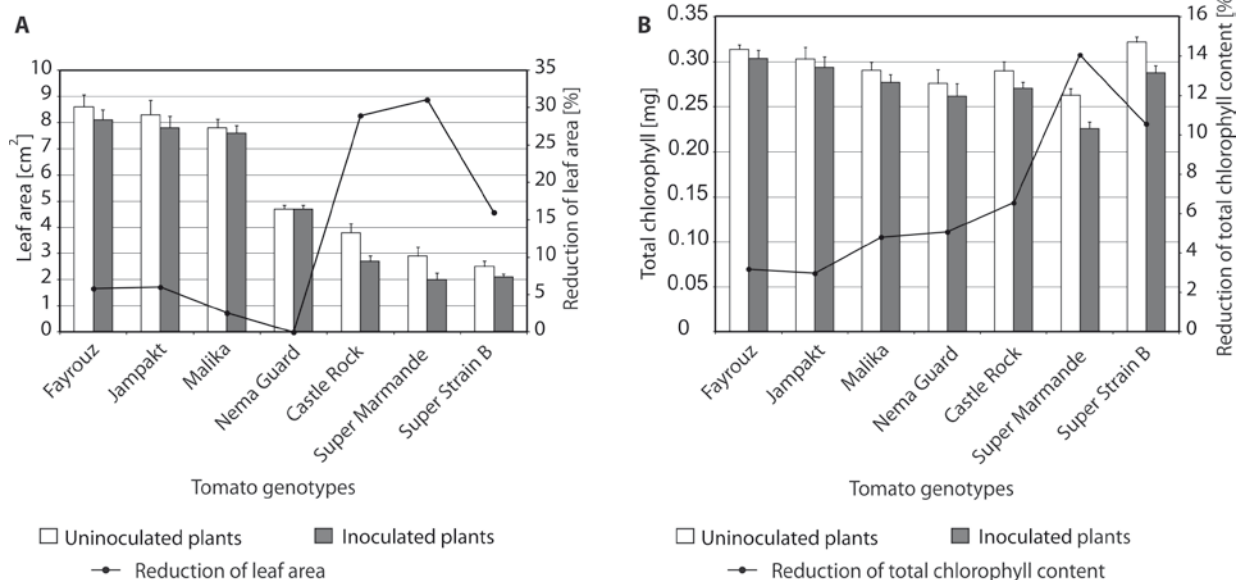 A
Leaf area [cm²]
10
9
8
7
6
5
4
3
2
1
0
35
30
25
20
15
10
5
0
Reduction of leaf area [%]
Fayrouz
Jampakt
Malika
Nema Guard
Castle Rock
Super Marmande
Super Strain B
Tomato genotypes
Uninoculated plants
Inoculated plants
Reduction of leaf area
B
Total chlorophyll [mg]
0.35
0.30
0.25
0.20
0.15
0.10
0.05
0
16
14
12
10
8
6
4
2
0
Reduction of total chlorophyll content [%]
Fayrouz
Jampakt
Malika
Nema Guard
Castle Rock
Super Marmande
Super Strain B
Tomato genotypes
Uninoculated plants
Inoculated plants
Reduction of total chlorophyll content